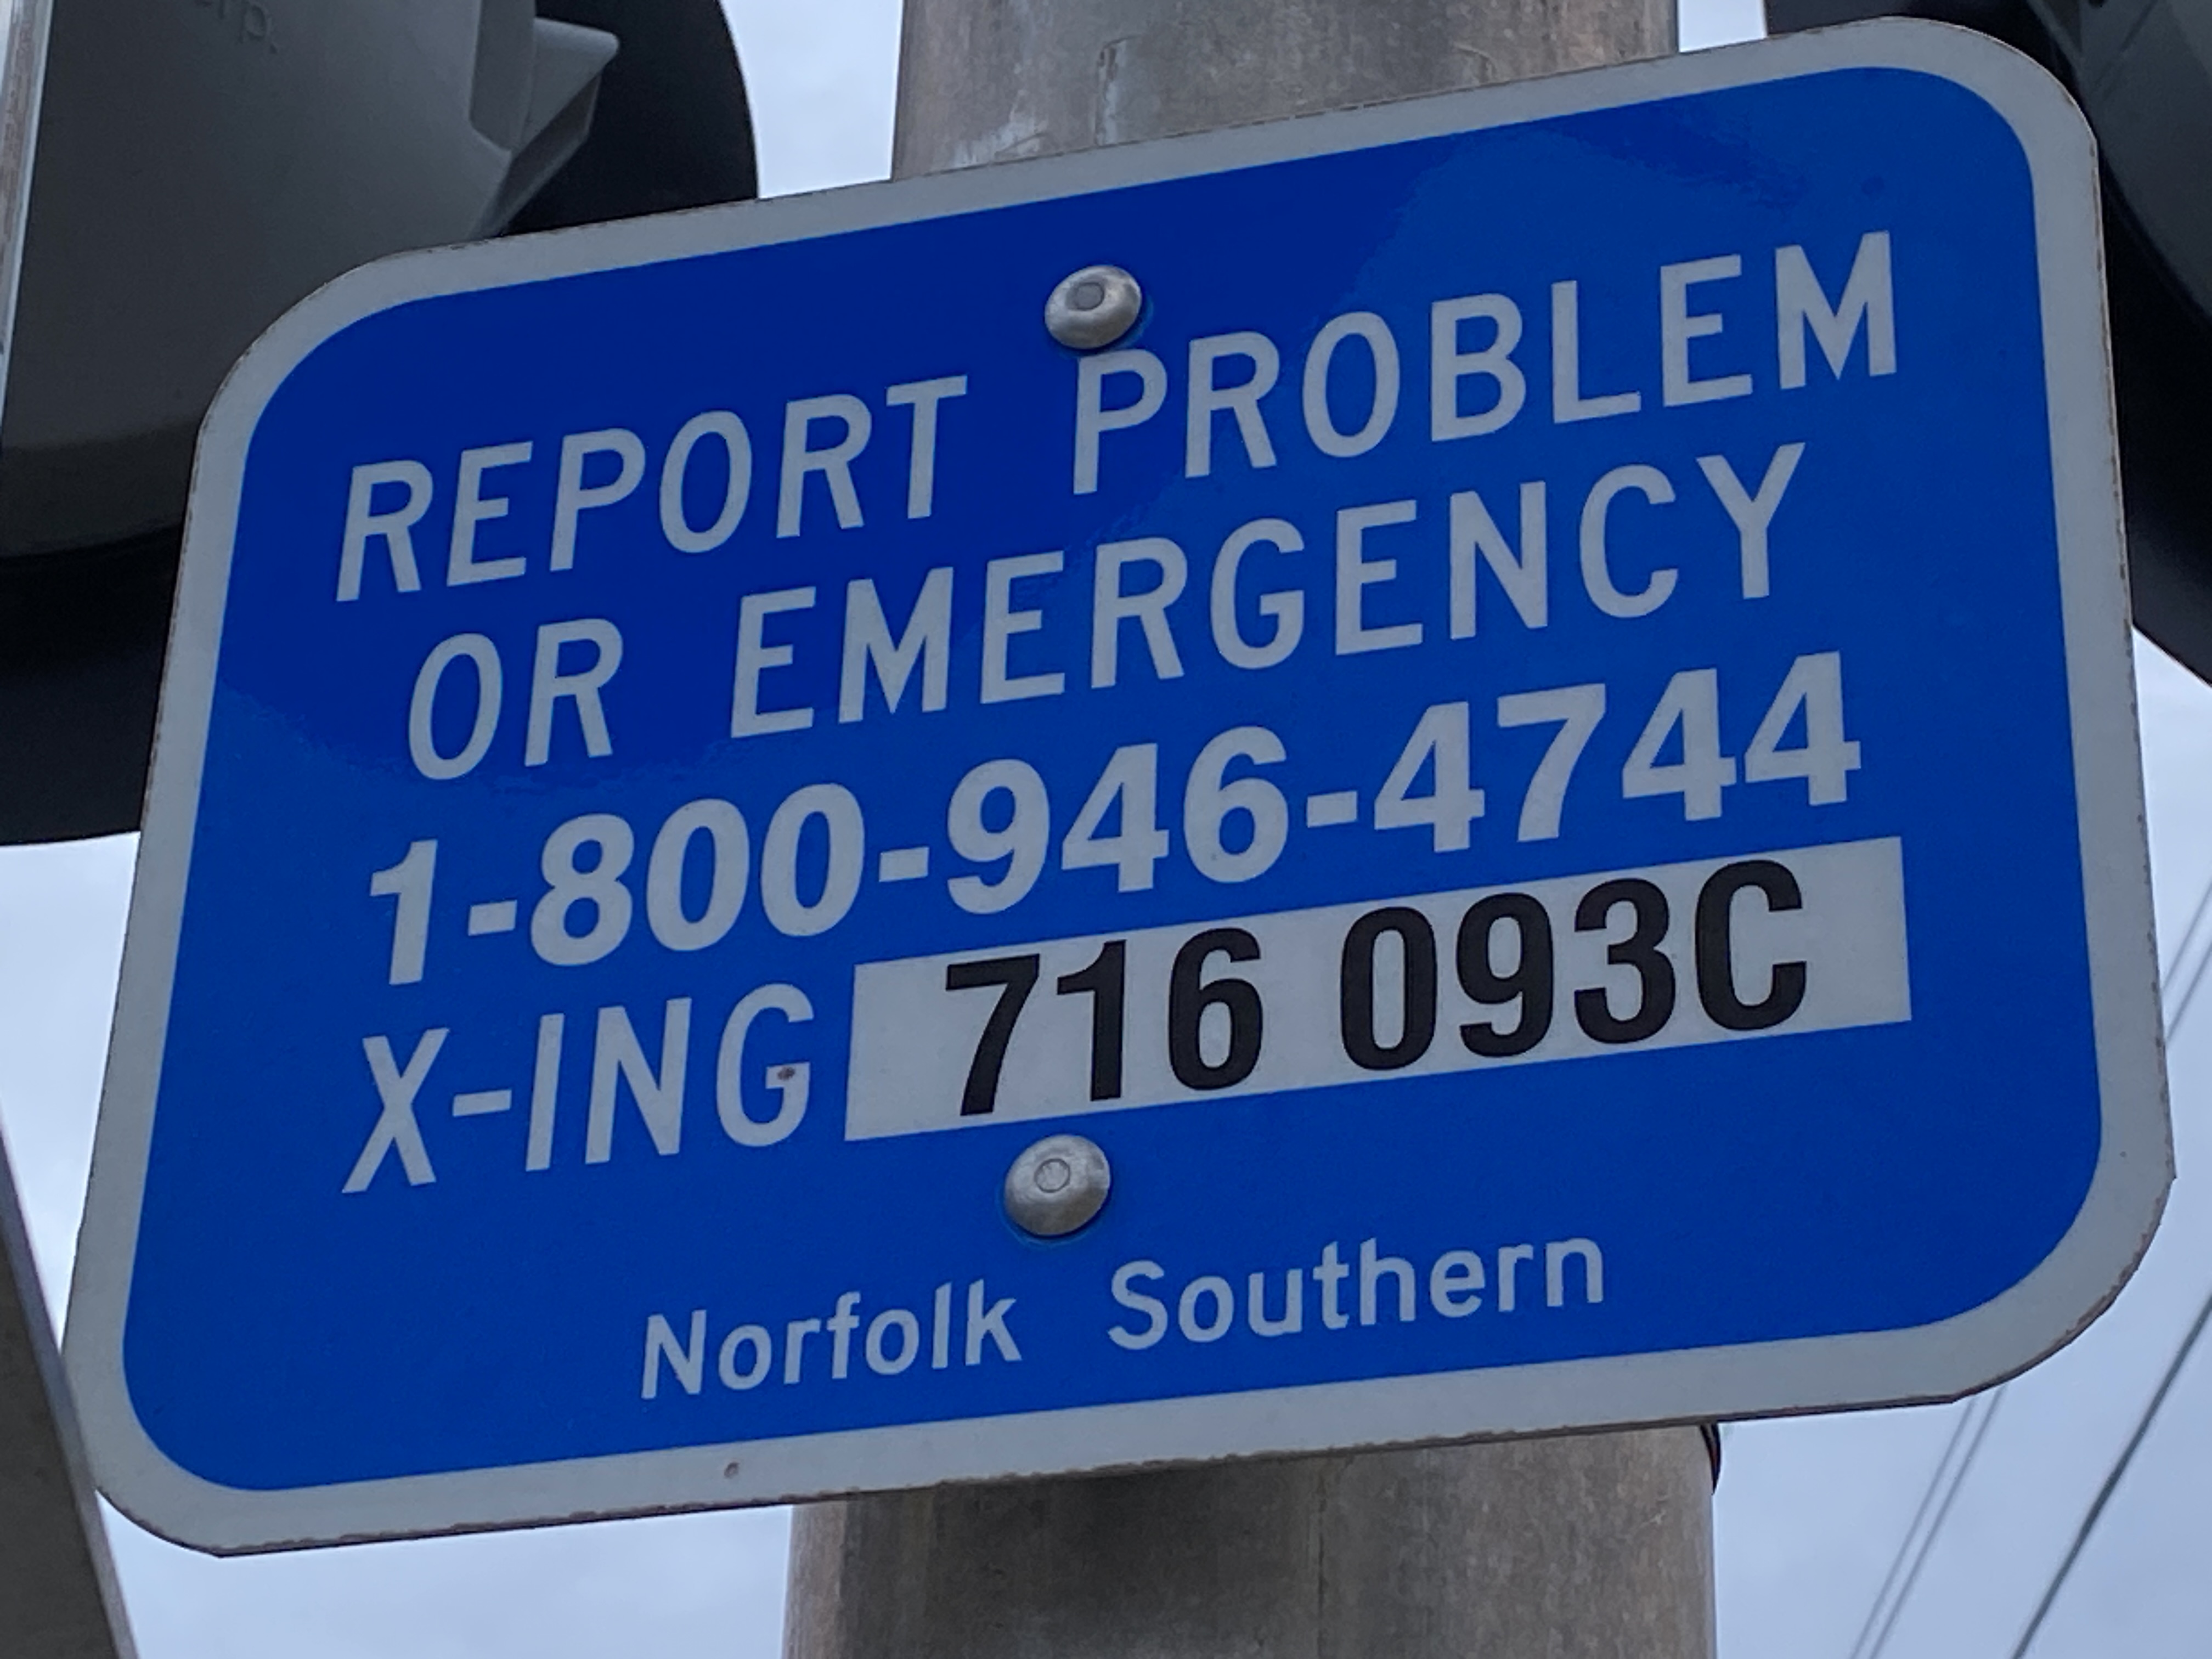 REPORT PROBLEM
OR EMERGENCY
1-800-946-4744
X-ING 716 093C
Norfolk Southern